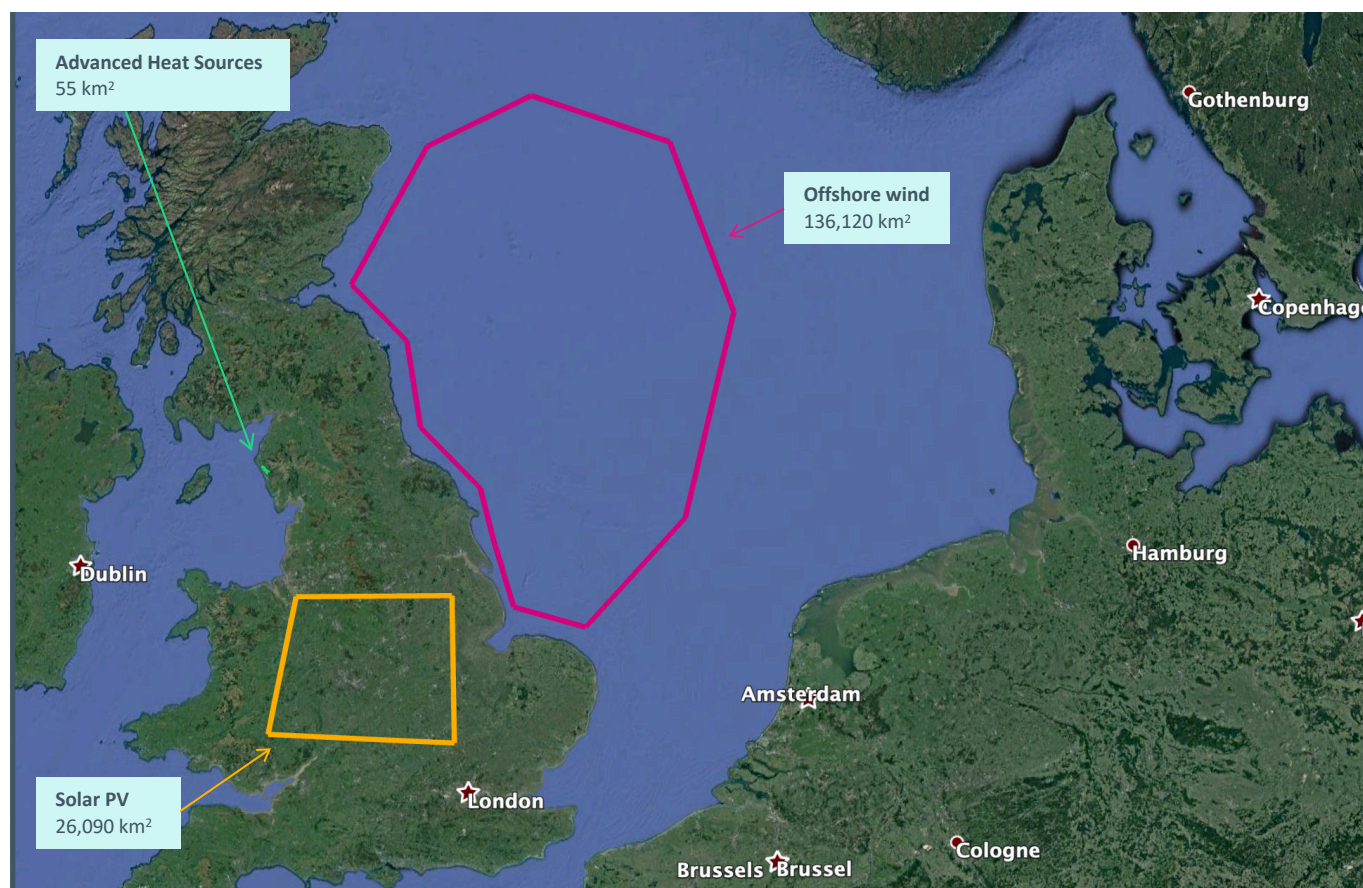 Advanced Heat Sources
55 km²
Gothenburg
Offshore wind
136,120 km²
Copenhage
Dublin
Hamburg
Amsterdam
Solar PV
26,090 km²
London
Cologne
Brussels Brussel